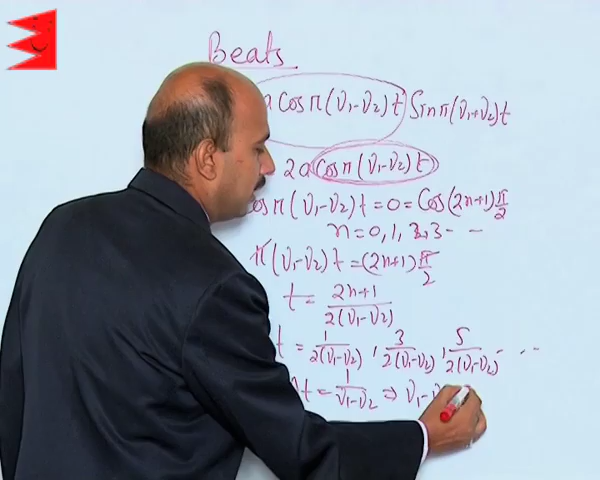 Beats
a Cos π(ν₁-ν₂)t Sin π(ν₁+ν₂)t
2a Cos π(ν₁-ν₂)t
os π(ν₁-ν₂)t = 0 = Cos(2n+1)π/2
n = 0, 1, 2, 3 - -
π(ν₁-ν₂)t = (2n+1)π/2
t = 2n+1/2(ν₁-ν₂)
t = 1/2(ν₁-ν₂), 3/2(ν₁-ν₂), 5/2(ν₁-ν₂) - ...
t = 1/ν₁-ν₂ ⇒ ν₁-